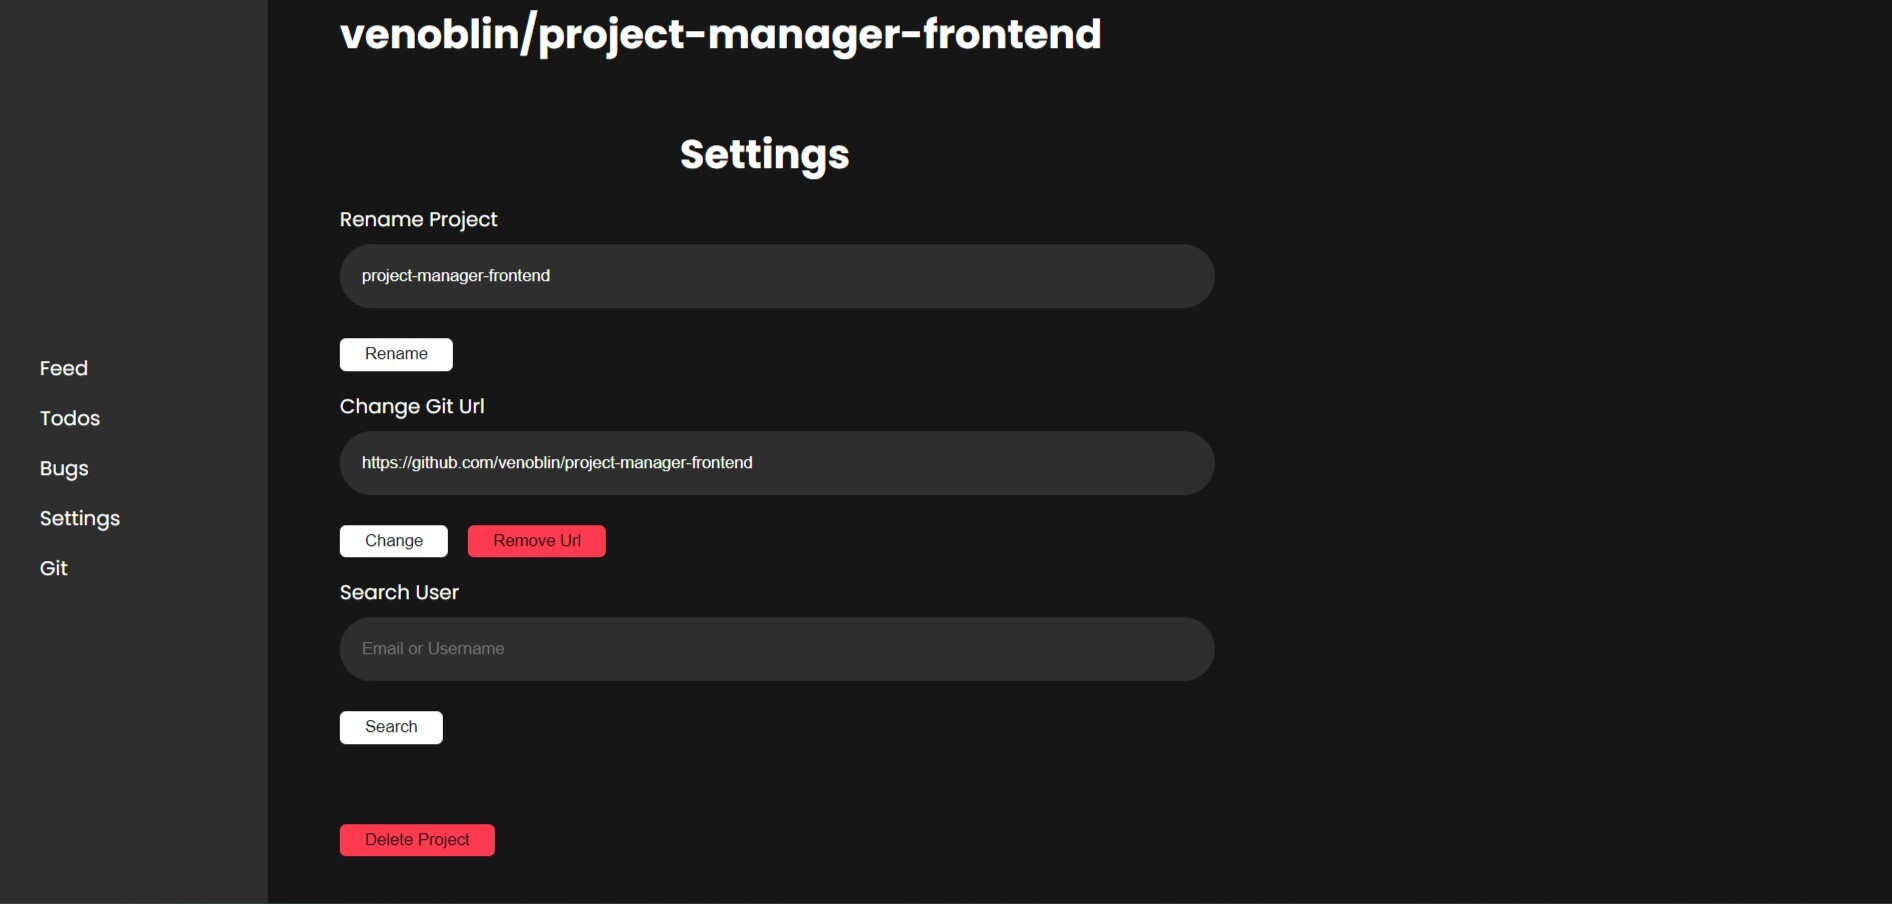 venoblin/project-manager-frontend
Settings
Rename Project
project-manager-frontend
Rename
Change Git Url
https://github.com/venoblin/project-manager-frontend
Change Remove Url
Search User
Email or Username
Search
Delete Project
Feed
Todos
Bugs
Settings
Git